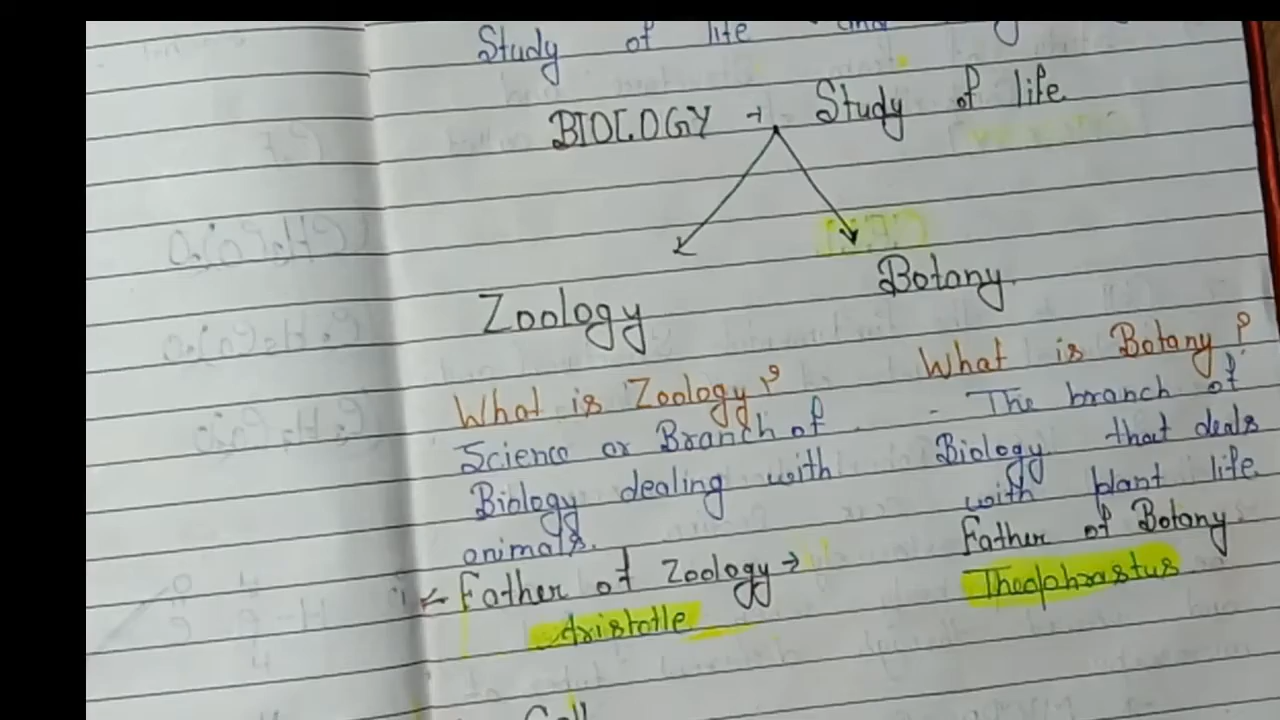 Study of life and
BIOLOGY → Study of life
Zoology
Botany
What is Zoology?
Science or Branch of
Biology dealing with
animals.
Father of Zoology →
Aristotle
What is Botany?
- The branch of
Biology that deals
with plant life
Father of Botany
Theophrastus
Cell